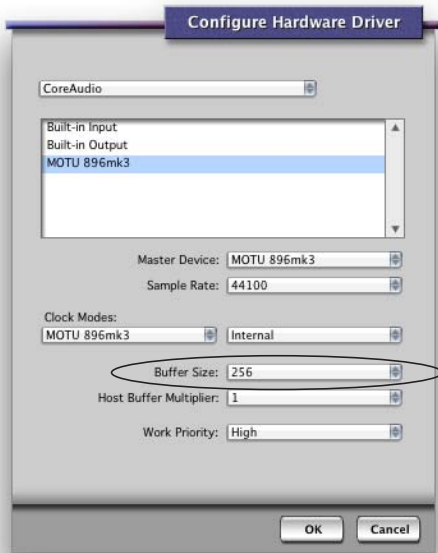 Configure Hardware Driver
CoreAudio
Built-in Input
Built-in Output
MOTU 896mk3
Master Device: MOTU 896mk3
Sample Rate: 44100
Clock Modes:
MOTU 896mk3 Internal
Buffer Size: 256
Host Buffer Multiplier: 1
Work Priority: High
OK Cancel